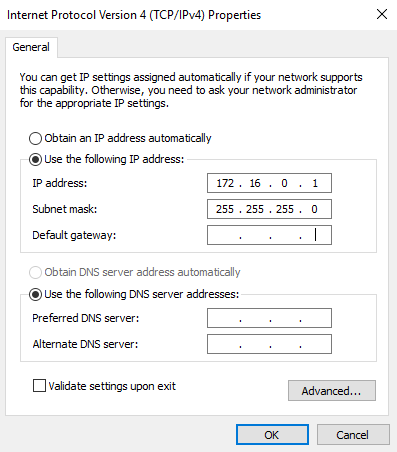 Internet Protocol Version 4 (TCP/IPv4) Properties
General
You can get IP settings assigned automatically if your network supports
this capability. Otherwise, you need to ask your network administrator
for the appropriate IP settings.
Obtain an IP address automatically
Use the following IP address:
IP address: 172 . 16 . 0 . 1
Subnet mask: 255 . 255 . 255 . 0
Default gateway: . . .
Obtain DNS server address automatically
Use the following DNS server addresses:
Preferred DNS server: . . .
Alternate DNS server: . . .
Validate settings upon exit
Advanced...
OK Cancel